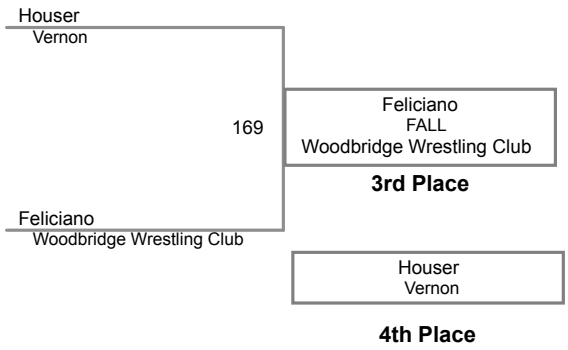 Houser
Vernon
169
Feliciano
FALL
Woodbridge Wrestling Club
3rd Place
Feliciano
Woodbridge Wrestling Club
Houser
Vernon
4th Place